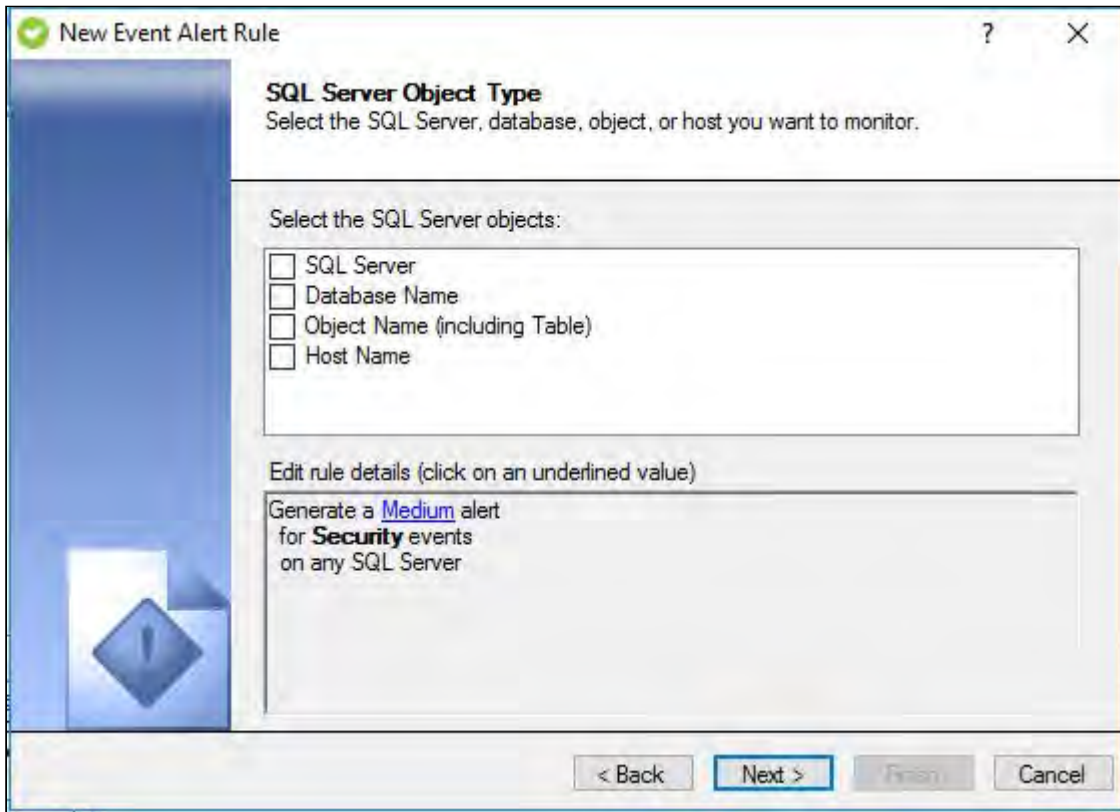 New Event Alert Rule
?
SQL Server Object Type
Select the SQL Server, database, object, or host you want to monitor.
Select the SQL Server objects:
SQL Server
Database Name
Object Name (including Table)
Host Name
Edit rule details (click on an underlined value)
Generate a Medium alert
for Security events
on any SQL Server
< Back Next > Finish Cancel